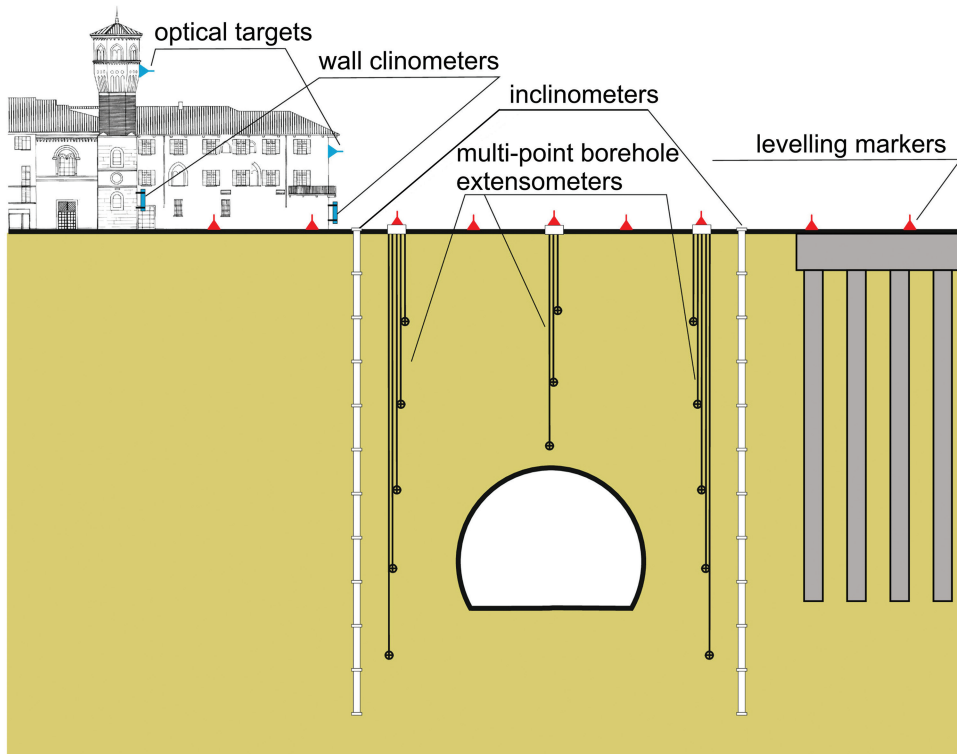 optical targets
wall clinometers
inclinometers
multi-point borehole
extensometers
levelling markers